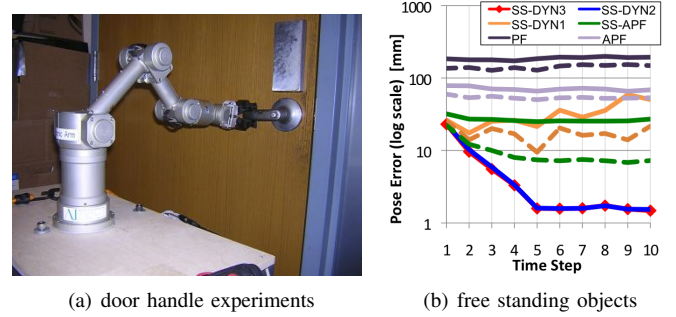 Arm
SS-DYN3 SS-DYN2
SS-DYN1 SS-APF
PF APF
Pose Error (log scale) [mm]
1000
100
10
1
1 2 3 4 5 6 7 8 9 10
Time Step
(a) door handle experiments
(b) free standing objects